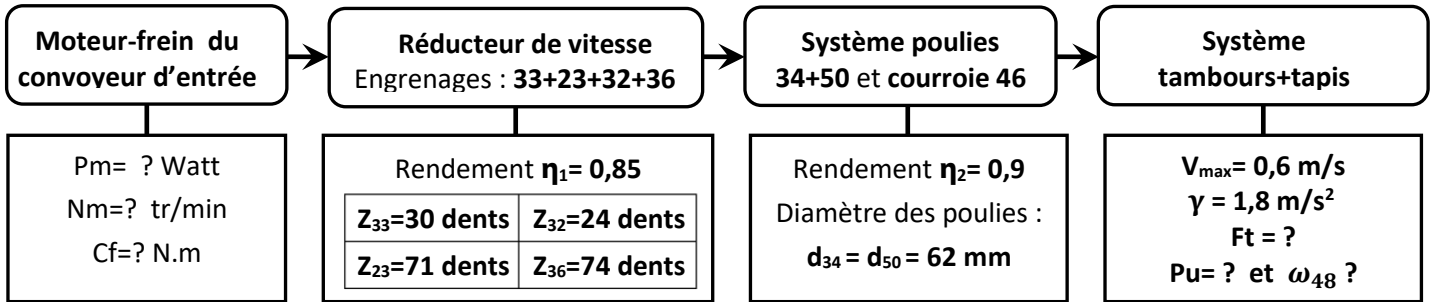 Moteur-frein du
convoyeur d'entrée
Réducteur de vitesse
Engrenages : 33+23+32+36
Système poulies
34+50 et courroie 46
Système
tambours+tapis
Pm= ? Watt
Nm=? tr/min
Cf=? N.m
Rendement η₁= 0,85
Z₃₃=30 dents Z₃₂=24 dents
Z₂₃=71 dents Z₃₆=74 dents
Rendement η₂= 0,9
Diamètre des poulies :
d₃₄ = d₅₀ = 62 mm
Vₘₐₓ= 0,6 m/s
γ = 1,8 m/s²
Ft = ?
Pu= ? et ω₄₈ ?